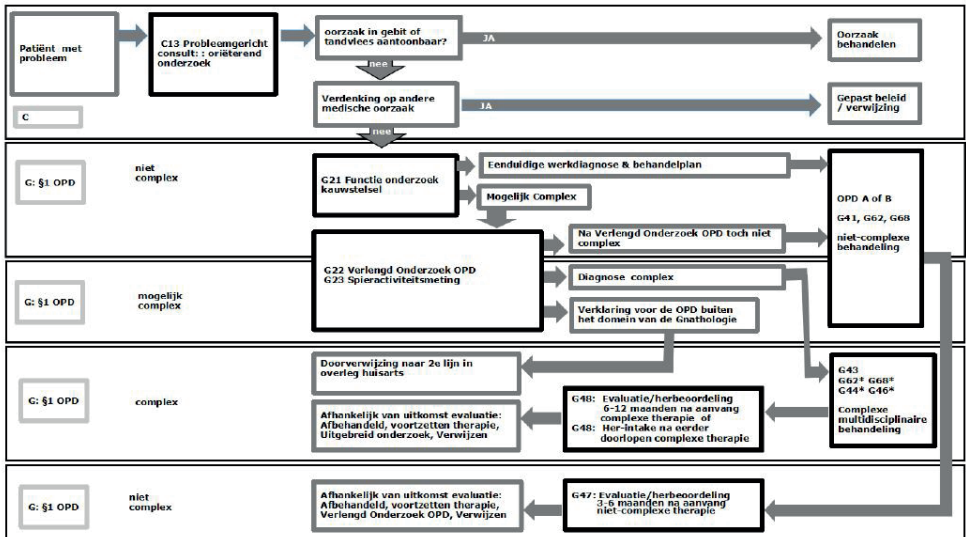 Patiënt met
probleem
C13 Probleemgericht
consult: : oriëterend
onderzoek
oorzaak in gebit of
tandvlees aantoonbaar?
JA
Oorzaak
behandelen
nee
C
Verdenking op andere
medische oorzaak
JA
Gepast beleid
/ verwijzing
nee
G: §1 OPD
niet
complex
G21 Functie onderzoek
kauwstelsel
Eenduidige werkdiagnose & behandelplan
Mogelijk Complex
OPD A of B
G41, G62, G68
niet-complexe
behandeling
Na Verlengd Onderzoek OPD toch niet
complex
G: §1 OPD
mogelijk
complex
G22 Verlengd Onderzoek OPD
G23 Spieractiviteitsmeting
Diagnose complex
Verklaring voor de OPD buiten
het domein van de Gnathologie
G: §1 OPD
complex
Doorverwijzing naar 2e lijn in
overleg huisarts
Afhankelijk van uitkomst evaluatie:
Afbehandeld, voortzetten therapie,
Uitgebreid onderzoek, Verwijzen
G48: Evaluatie/herbeoordeling
6-12 maanden na aanvang
complexe therapie of
G48: Her-intake na eerder
doorlopen complexe therapie
G43
G62* G68*
G44* G46*
Complexe
multidisciplinaire
behandeling
G: §1 OPD
niet
complex
Afhankelijk van uitkomst evaluatie:
Afbehandeld, voortzetten therapie,
Verlengd Onderzoek OPD, Verwijzen
G47: Evaluatie/herbeoordeling
3-6 maanden na aanvang
niet-complexe therapie